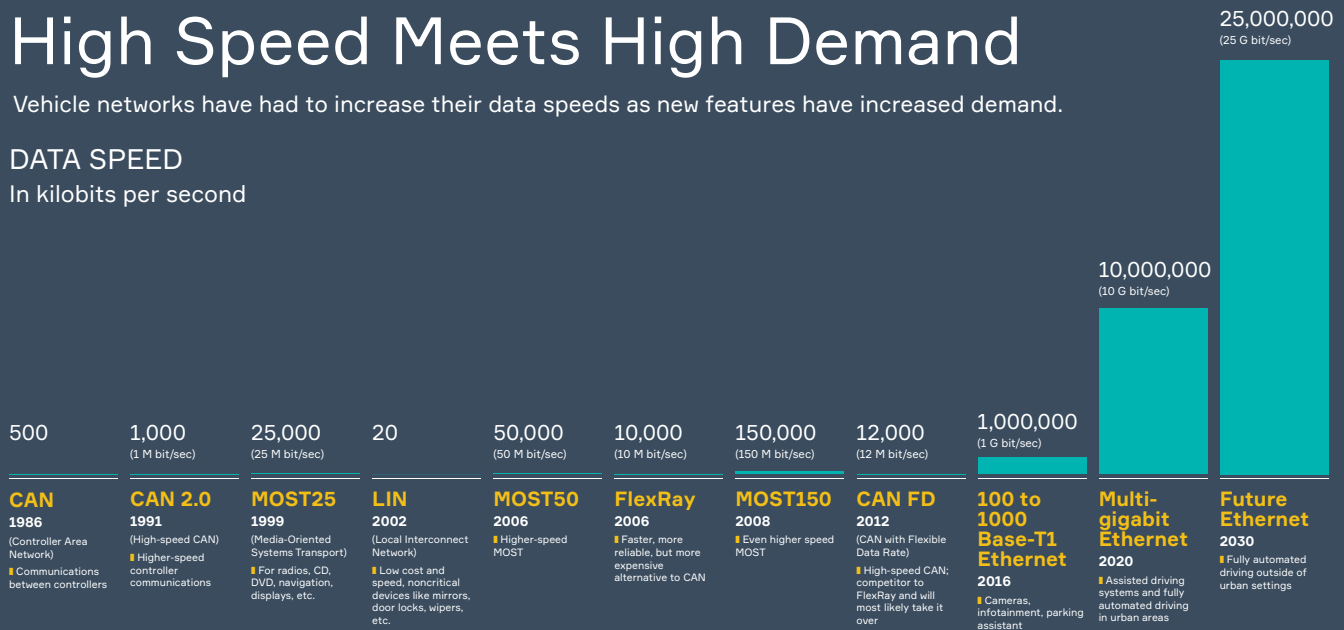 High Speed Meets High Demand
Vehicle networks have had to increase their data speeds as new features have increased demand.
DATA SPEED
In kilobits per second
500
CAN
1986
(Controller Area
Network)
Communications
between controllers
1,000
(1 M bit/sec)
CAN 2.0
1991
(High-speed CAN)
Higher-speed
controller
communications
25,000
(25 M bit/sec)
MOST25
1999
(Media-Oriented
Systems Transport)
For radios, CD,
DVD, navigation,
displays, etc.
20
LIN
2002
(Local Interconnect
Network)
Low cost and
speed, noncritical
devices like mirrors,
door locks, wipers,
etc.
50,000
(50 M bit/sec)
MOST50
2006
Higher-speed
MOST
10,000
(10 M bit/sec)
FlexRay
2006
Faster, more
reliable, but more
expensive
alternative to CAN
150,000
(150 M bit/sec)
MOST150
2008
Even higher speed
MOST
12,000
(12 M bit/sec)
CAN FD
2012
(CAN with Flexible
Data Rate)
High-speed CAN;
competitor to
FlexRay and will
most likely take it
over
1,000,000
(1 G bit/sec)
100 to
1000
Base-T1
Ethernet
2016
Cameras,
infotainment, parking
assistant
10,000,000
(10 G bit/sec)
Multi-
gigabit
Ethernet
2020
Assisted driving
systems and fully
automated driving
in urban areas
25,000,000
(25 G bit/sec)
Future
Ethernet
2030
Fully automated
driving outside of
urban settings